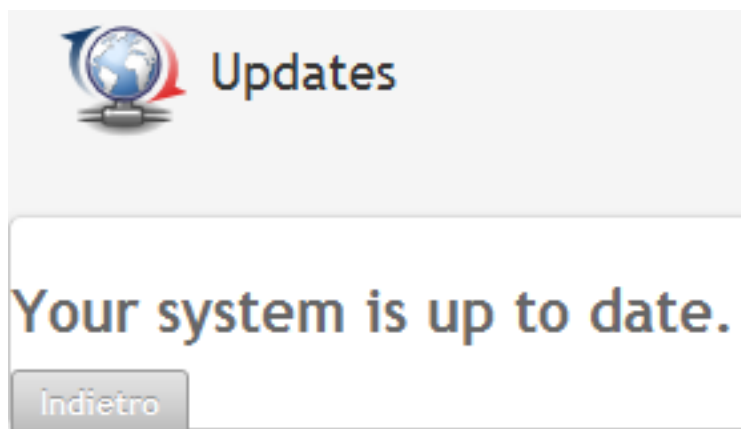 Updates
Your system is up to date.
Indietro